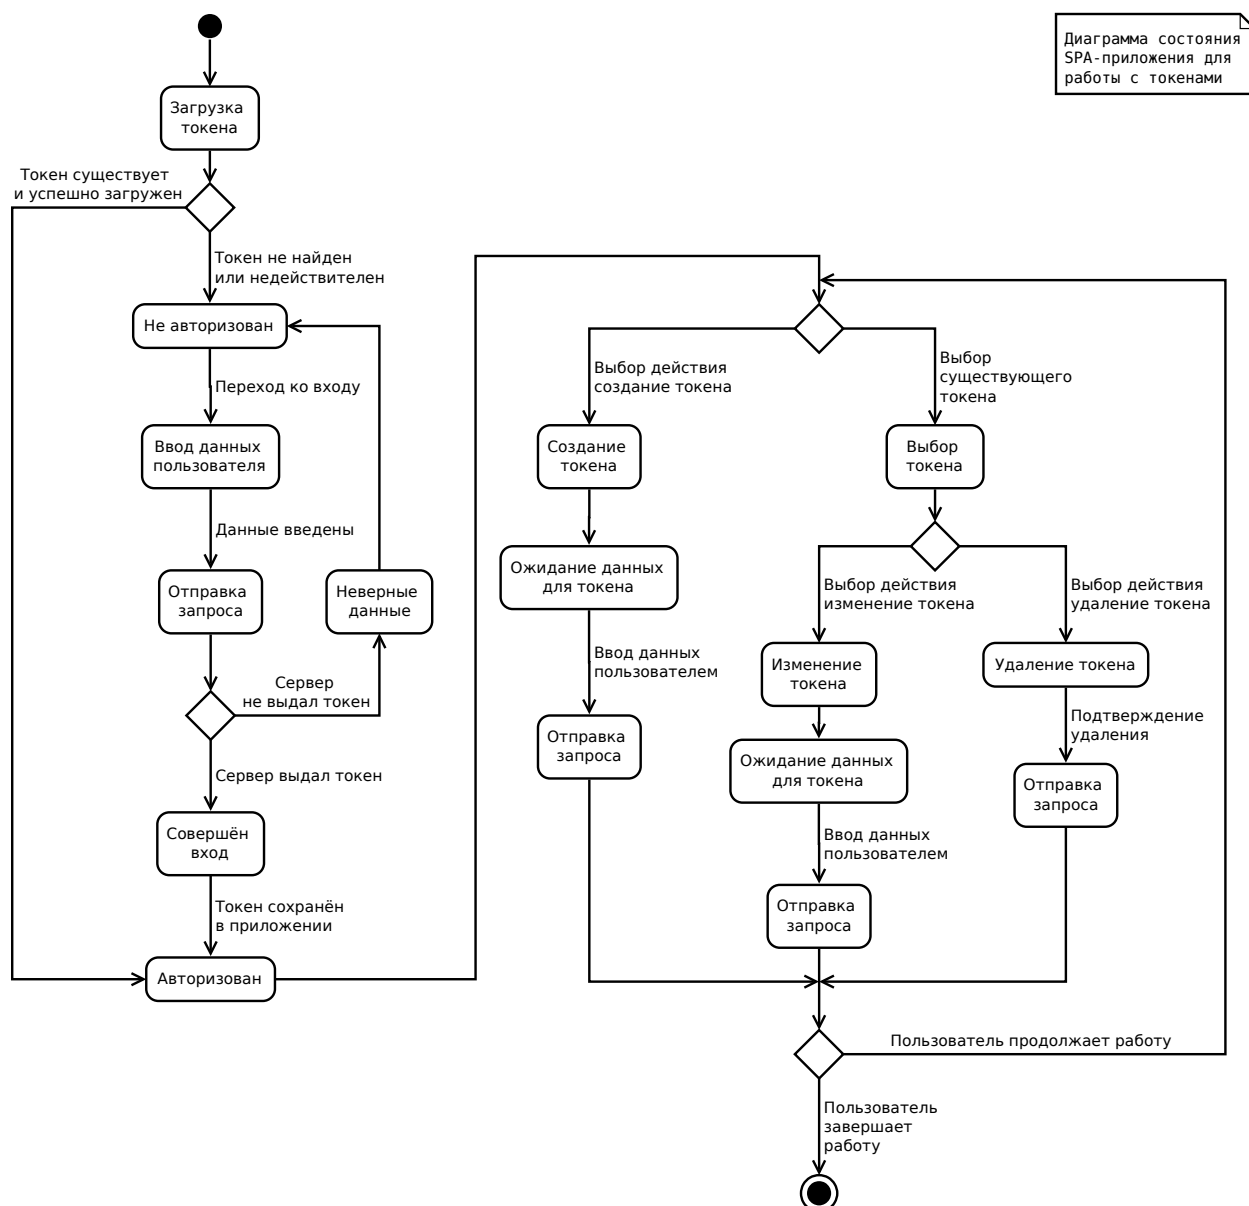 Диаграмма состояния
SPA-приложения для
работы с токенами
Загрузка
токена
Токен существует
и успешно загружен
Токен не найден
или недействителен
Не авторизован
Переход ко входу
Ввод данных
пользователя
Данные введены
Отправка
запроса
Неверные
данные
Сервер
не выдал токен
Сервер выдал токен
Совершён
вход
Токен сохранён
в приложении
Авторизован
Выбор действия
создание токена
Создание
токена
Ожидание данных
для токена
Ввод данных
пользователем
Отправка
запроса
Выбор
существующего
токена
Выбор
токена
Выбор действия
изменение токена
Изменение
токена
Ожидание данных
для токена
Ввод данных
пользователем
Отправка
запроса
Выбор действия
удаление токена
Удаление токена
Подтверждение
удаления
Отправка
запроса
Пользователь продолжает работу
Пользователь
завершает
работу